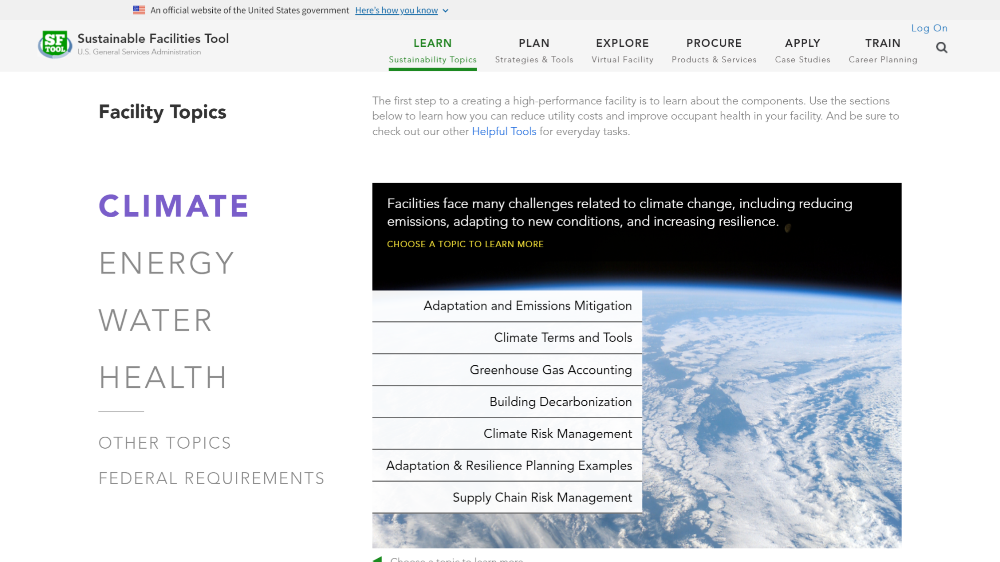 An official website of the United States government Here's how you know
Log On
SF
TOOL
Sustainable Facilities Tool
U.S. General Services Administration
LEARN
Sustainability Topics
PLAN
Strategies & Tools
EXPLORE
Virtual Facility
PROCURE
Products & Services
APPLY
Case Studies
TRAIN
Career Planning
Facility Topics
The first step to a creating a high-performance facility is to learn about the components. Use the sections
below to learn how you can reduce utility costs and improve occupant health in your facility. And be sure to
check out our other Helpful Tools for everyday tasks.
CLIMATE
ENERGY
WATER
HEALTH
OTHER TOPICS
FEDERAL REQUIREMENTS
Facilities face many challenges related to climate change, including reducing
emissions, adapting to new conditions, and increasing resilience.
CHOOSE A TOPIC TO LEARN MORE
Adaptation and Emissions Mitigation
Climate Terms and Tools
Greenhouse Gas Accounting
Building Decarbonization
Climate Risk Management
Adaptation & Resilience Planning Examples
Supply Chain Risk Management
Choose a topic to learn more